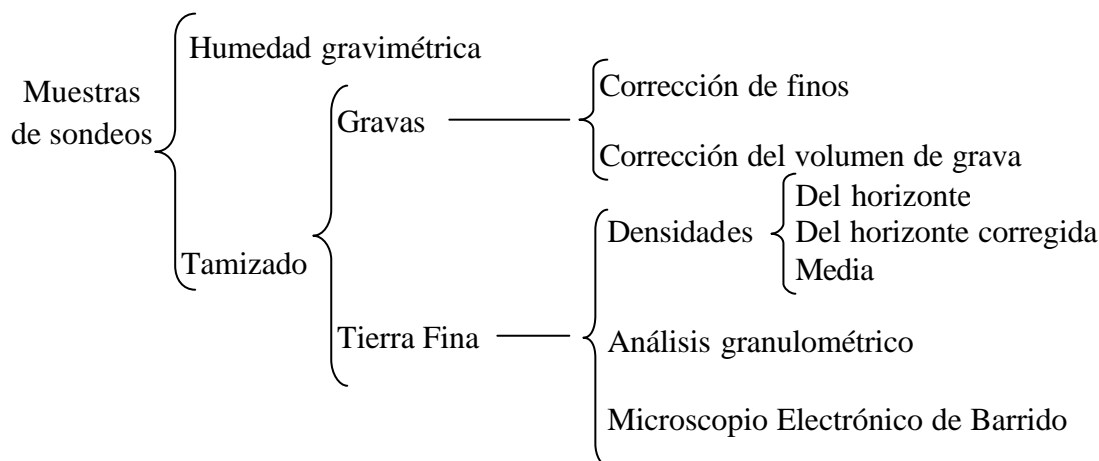 Humedad gravimétrica
Muestras
de sondeos
Corrección de finos
Gravas
Corrección del volumen de grava
Del horizonte
Densidades
Del horizonte corregida
Media
Tamizado
Tierra Fina
Análisis granulométrico
Microscopio Electrónico de Barrido